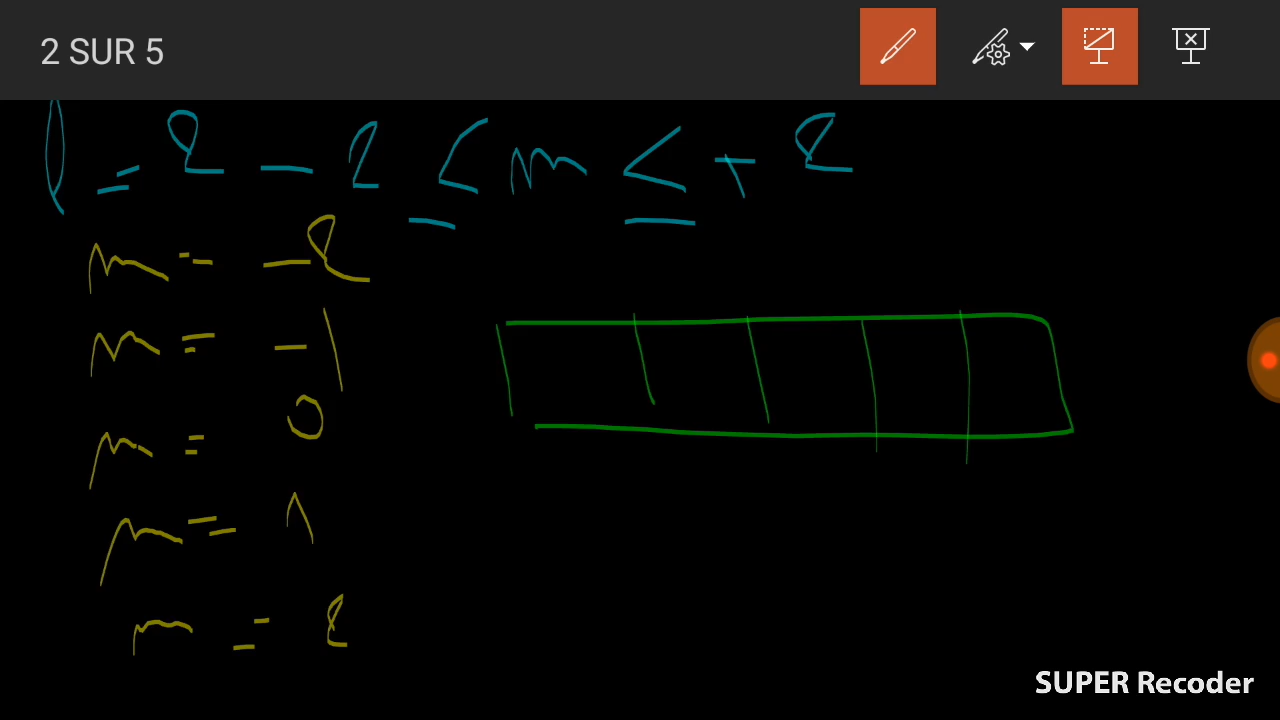 2 SUR 5
l = 2 - 2 ≤ m ≤ + 2
m = - 2
m = - 1
m = 0
m = 1
m = 2
SUPER Recoder